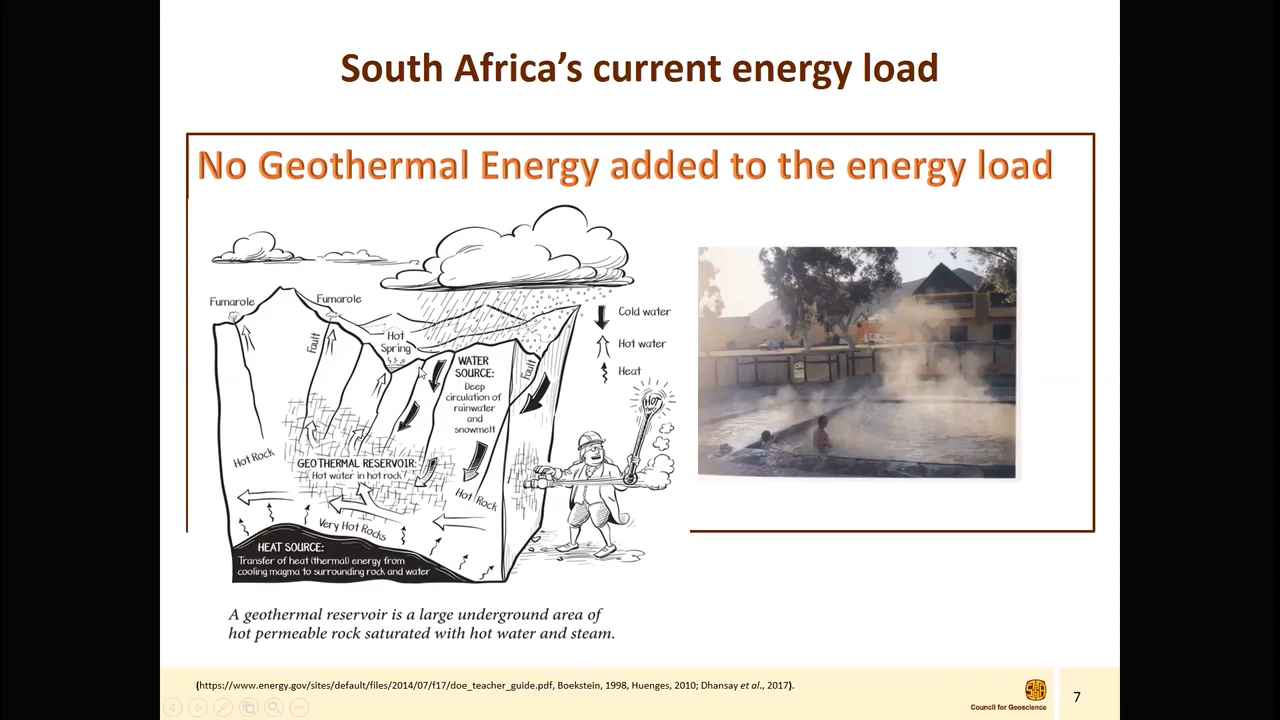 South Africa's current energy load
No Geothermal Energy added to the energy load
Fumarole
Fumarole
Fault
Hot
Spring
WATER
SOURCE:
Deep
circulation of
rainwater
and
snowmelt
Fault
Cold water
Hot water
Heat
HOT
Hot Rock
GEOTHERMAL RESERVOIR:
Hot water in hot rock
Hot Rock
Very Hot Rocks
HEAT SOURCE:
Transfer of heat (thermal) energy from
cooling magma to surrounding rock and water
A geothermal reservoir is a large underground area of
hot permeable rock saturated with hot water and steam.
(https://www.energy.gov/sites/default/files/2014/07/f17/doe_teacher_guide.pdf, Boekstein, 1998, Huenges, 2010; Dhansay et al., 2017).
Council for Geoscience
7